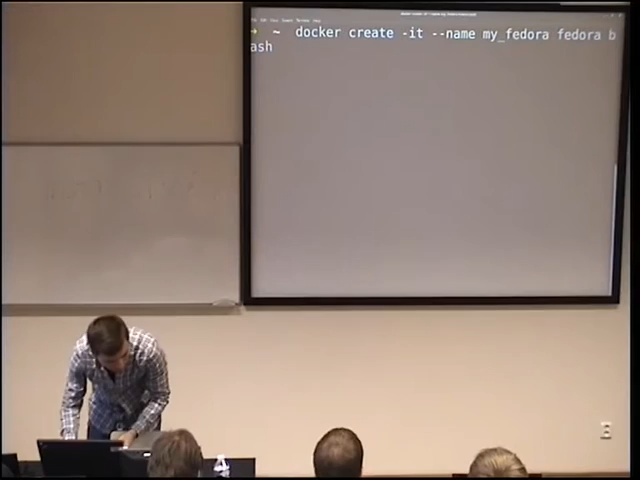 → ~ docker create -it --name my_fedora fedora b
ash